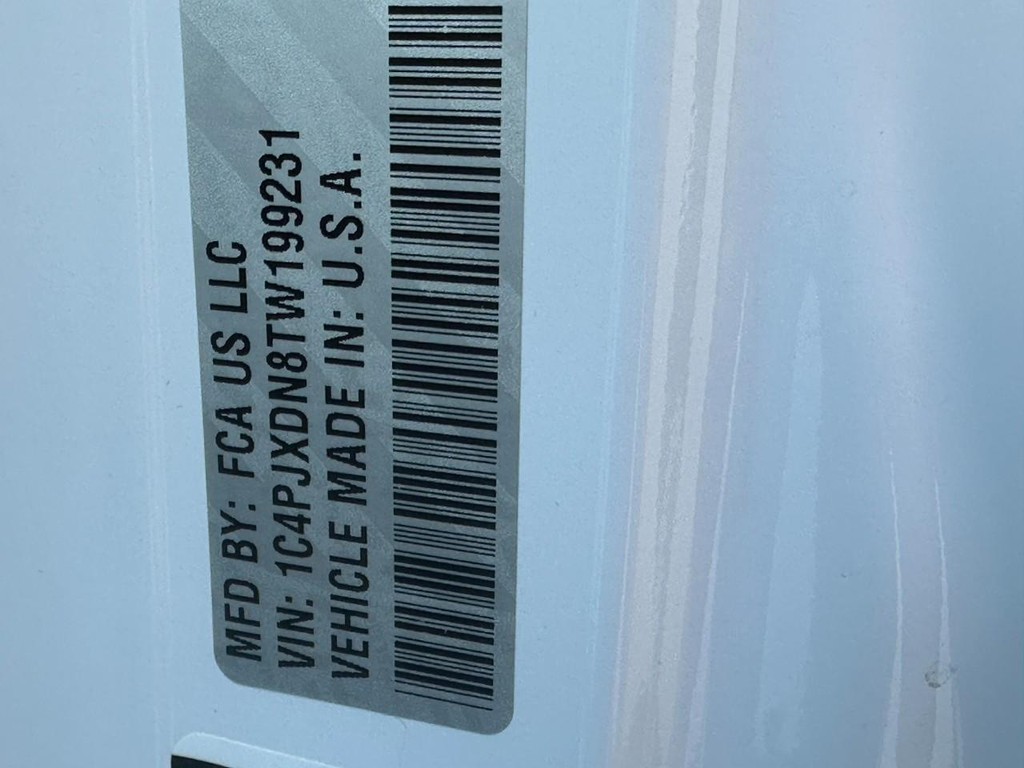 MFD BY: FCA US LLC
VIN: 1C4PJXDN8TW199231
VEHICLE MADE IN: U.S.A.